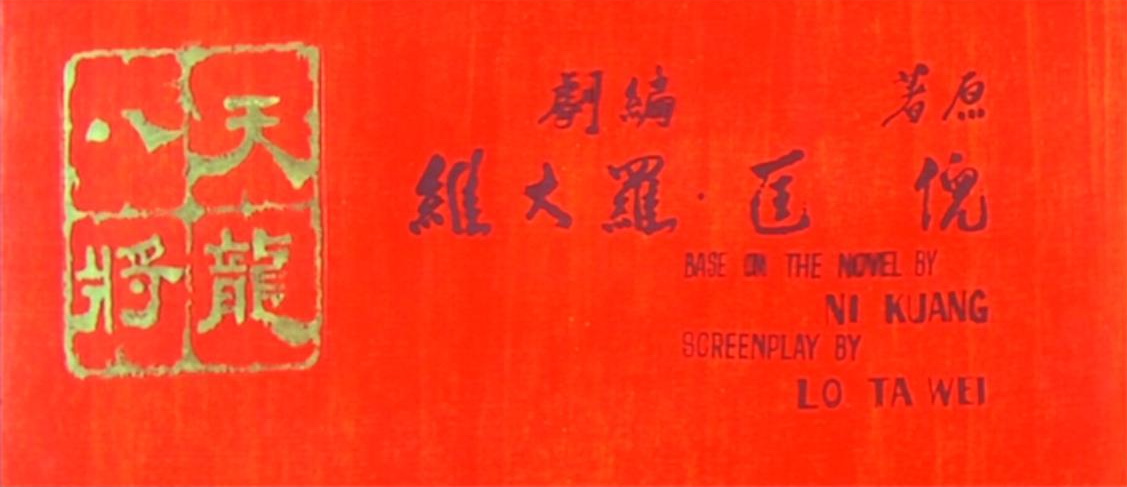 天龍
八將
原著 編劇
倪匡·羅大維
BASE ON THE NOVEL BY
NI KUANG
SCREENPLAY BY
LO TA WEI